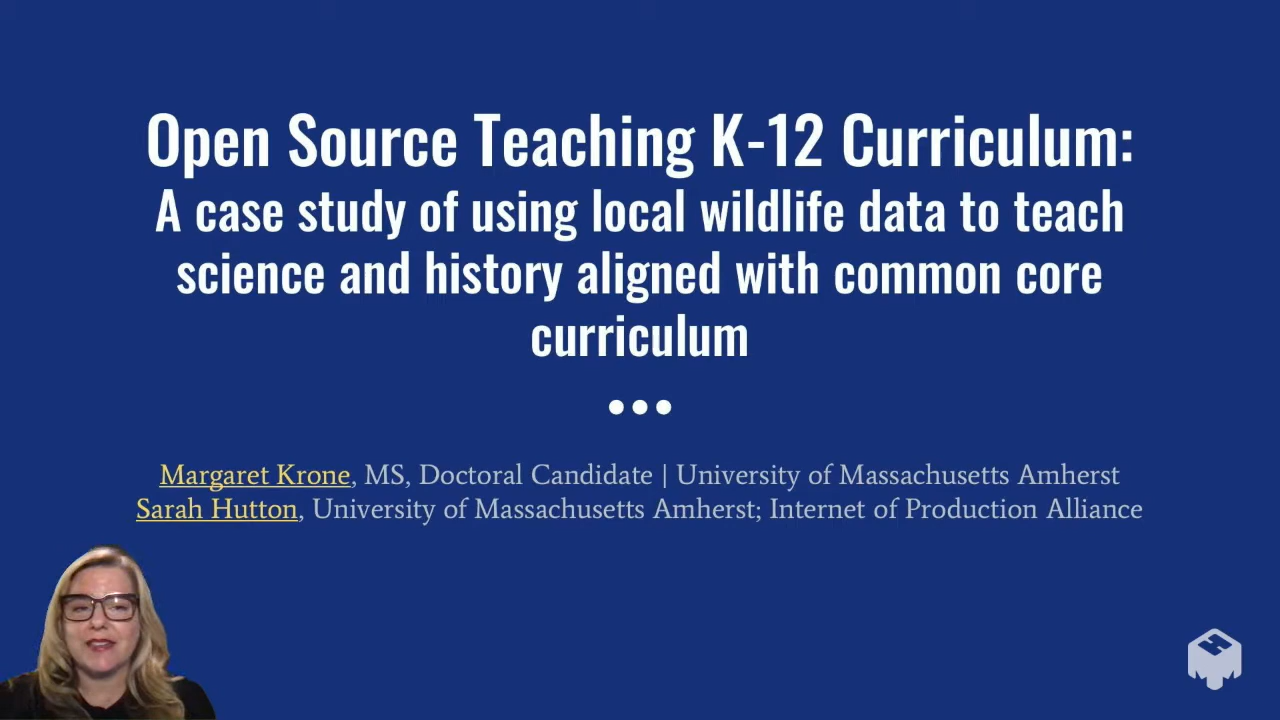 Open Source Teaching K-12 Curriculum:
A case study of using local wildlife data to teach
science and history aligned with common core
curriculum
Margaret Krone, MS, Doctoral Candidate | University of Massachusetts Amherst
Sarah Hutton, University of Massachusetts Amherst; Internet of Production Alliance